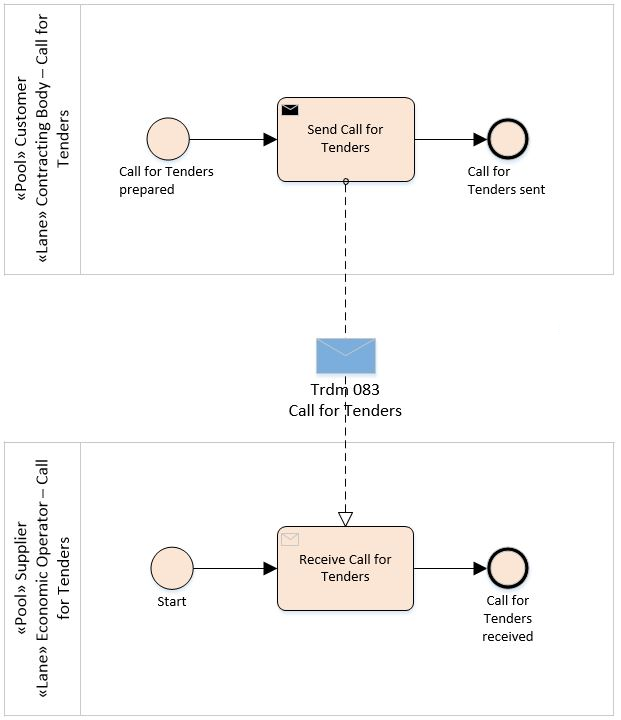 «Pool» Customer
«Lane» Contracting Body – Call for
Tenders
Send Call for
Tenders
Call for Tenders
prepared
Call for
Tenders sent
Trdm 083
Call for Tenders
«Pool» Supplier
«Lane» Economic Operator – Call
for Tenders
Receive Call for
Tenders
Start
Call for
Tenders
received